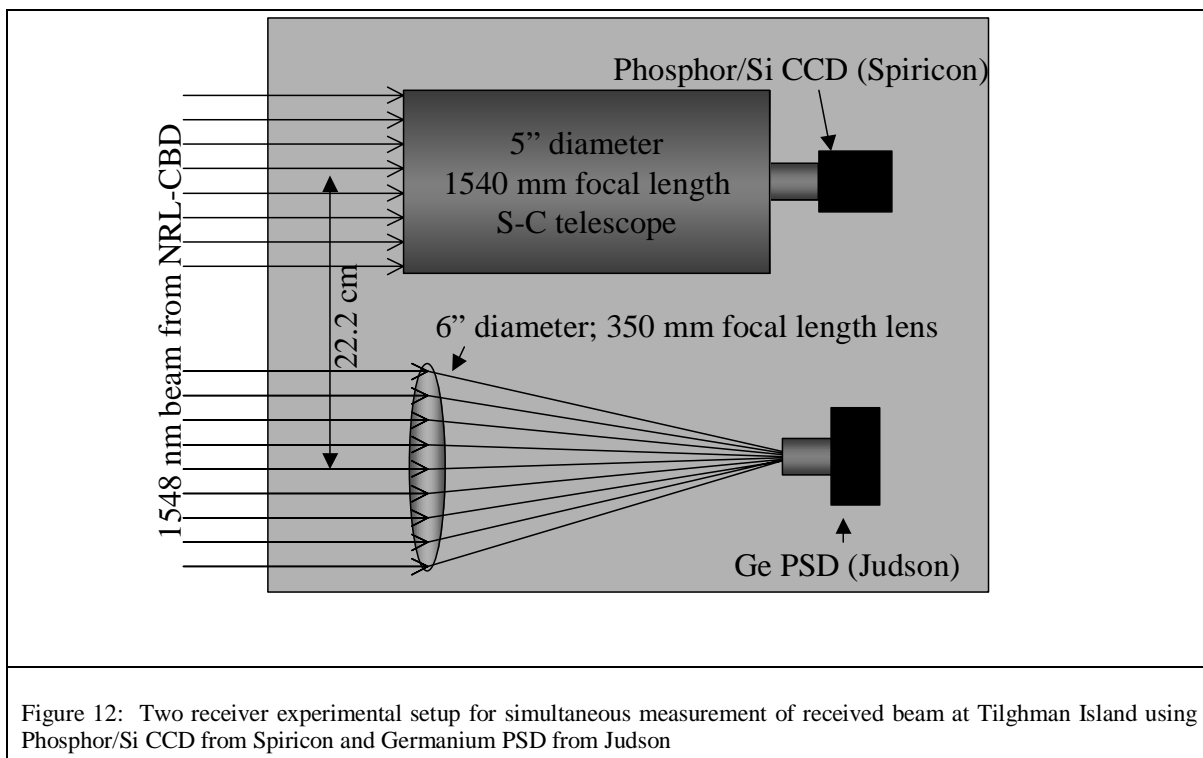 Phosphor/Si CCD (Spiricon)
5” diameter
1540 mm focal length
S-C telescope
1548 nm beam from NRL-CBD
22.2 cm
6” diameter; 350 mm focal length lens
Ge PSD (Judson)
Figure 12: Two receiver experimental setup for simultaneous measurement of received beam at Tilghman Island using
Phosphor/Si CCD from Spiricon and Germanium PSD from Judson